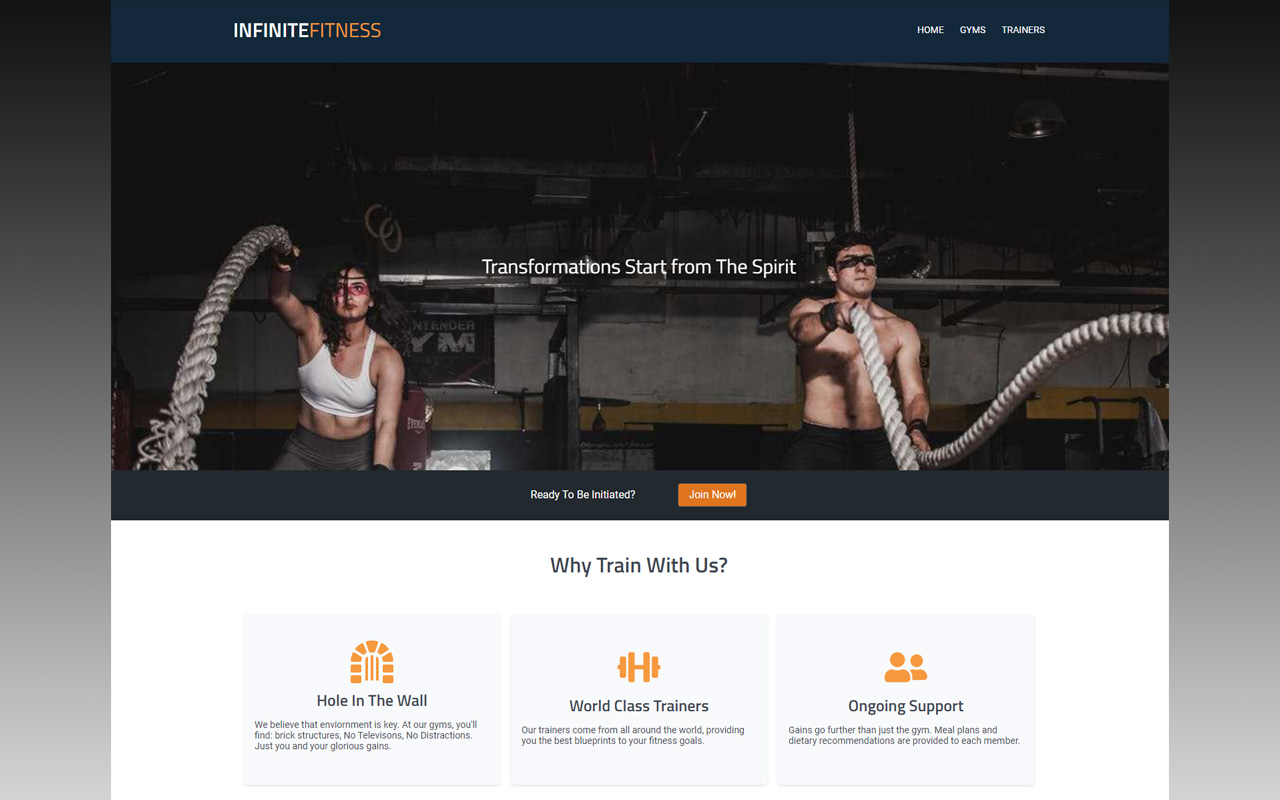 INFINITEFITNESS
HOME GYMS TRAINERS
Transformations Start from The Spirit
NTENDER
YM
EVERLAST
Ready To Be Initiated? Join Now!
Why Train With Us?
Hole In The Wall
We believe that enviornment is key. At our gyms, you'll
find: brick structures, No Televisons, No Distractions.
Just you and your glorious gains.
World Class Trainers
Our trainers come from all around the world, providing
you the best blueprints to your fitness goals.
Ongoing Support
Gains go further than just the gym. Meal plans and
dietary recommendations are provided to each member.